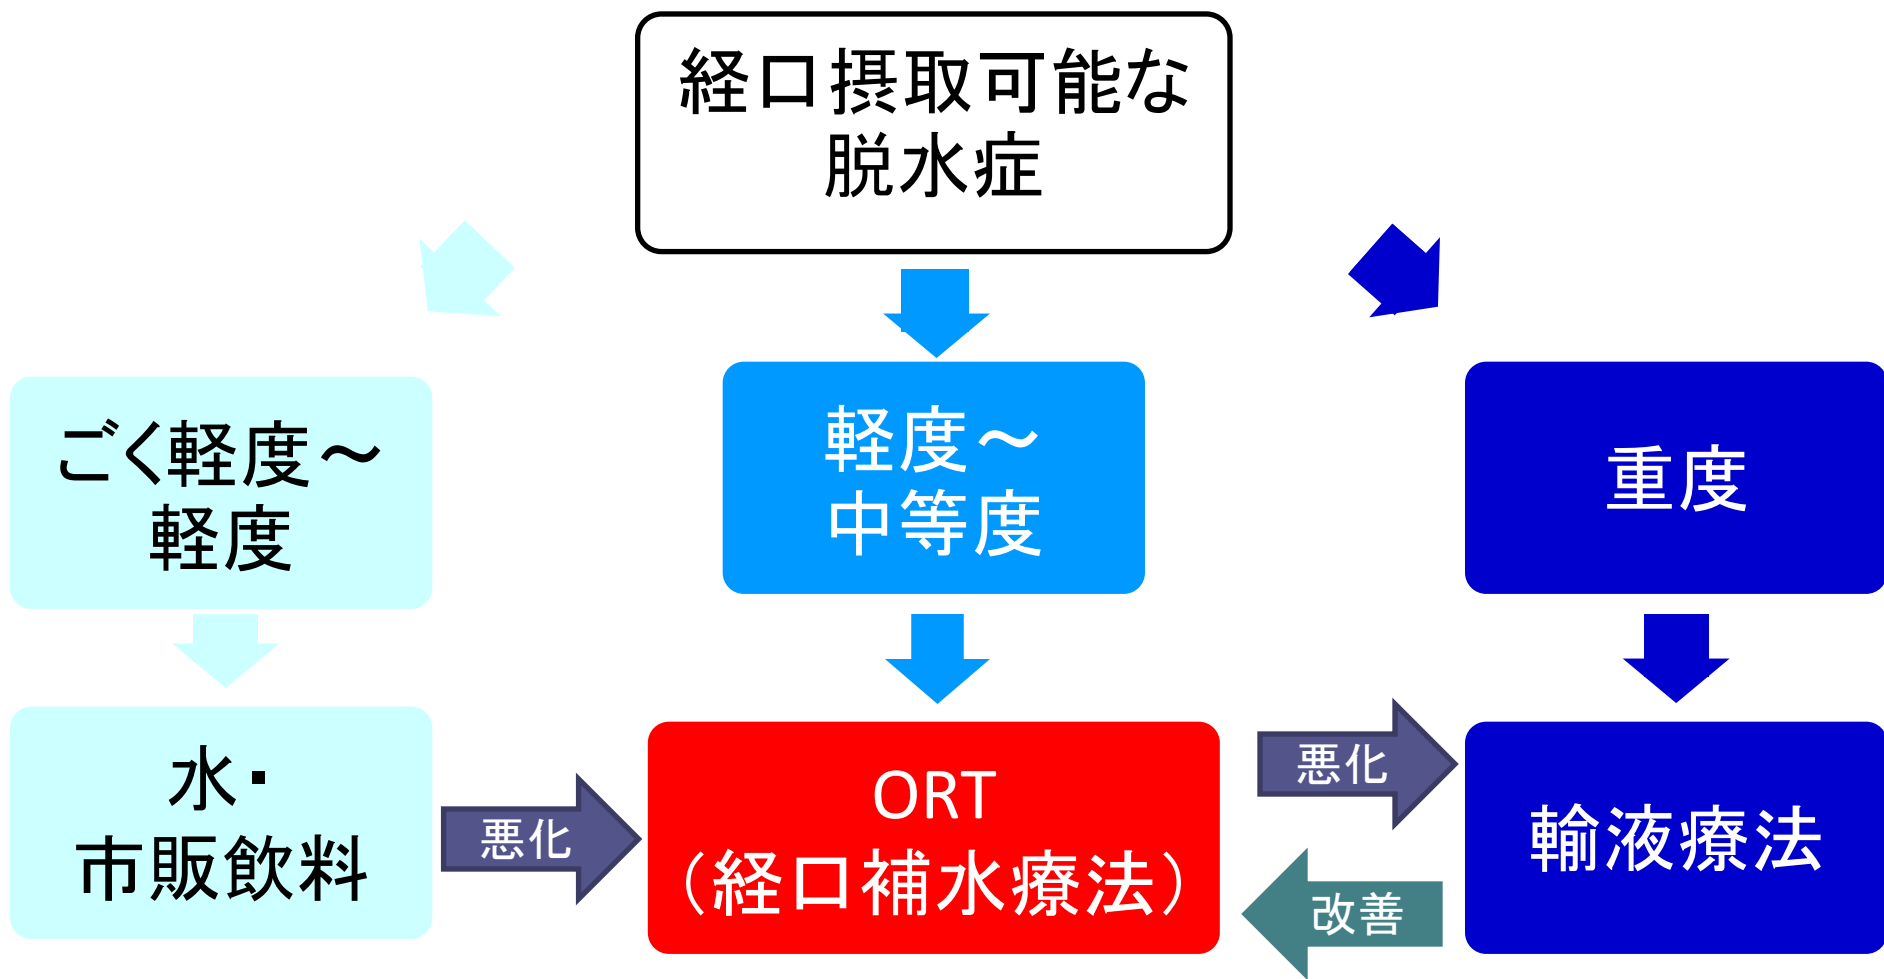 経口摂取可能な
脱水症
ごく軽度～
軽度
軽度～
中等度
重度
水・
市販飲料
悪化
ORT
（経口補水療法）
悪化
改善
輸液療法